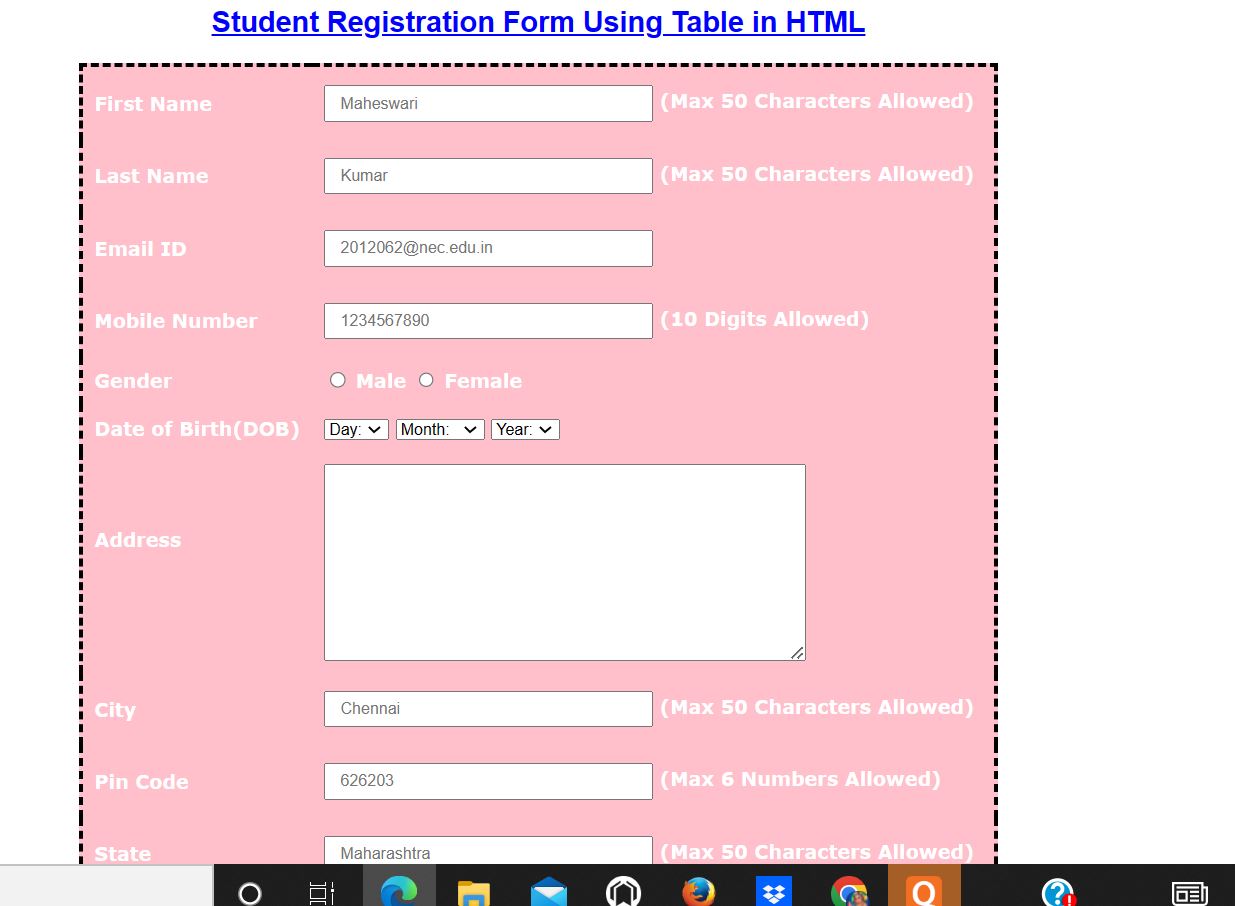 Student Registration Form Using Table in HTML
First Name Maheswari (Max 50 Characters Allowed)
Last Name Kumar (Max 50 Characters Allowed)
Email ID 2012062@nec.edu.in
Mobile Number 1234567890 (10 Digits Allowed)
Gender Male Female
Date of Birth(DOB) Day: Month: Year:
Address
City Chennai (Max 50 Characters Allowed)
Pin Code 626203 (Max 6 Numbers Allowed)
State Maharashtra (Max 50 Characters Allowed)